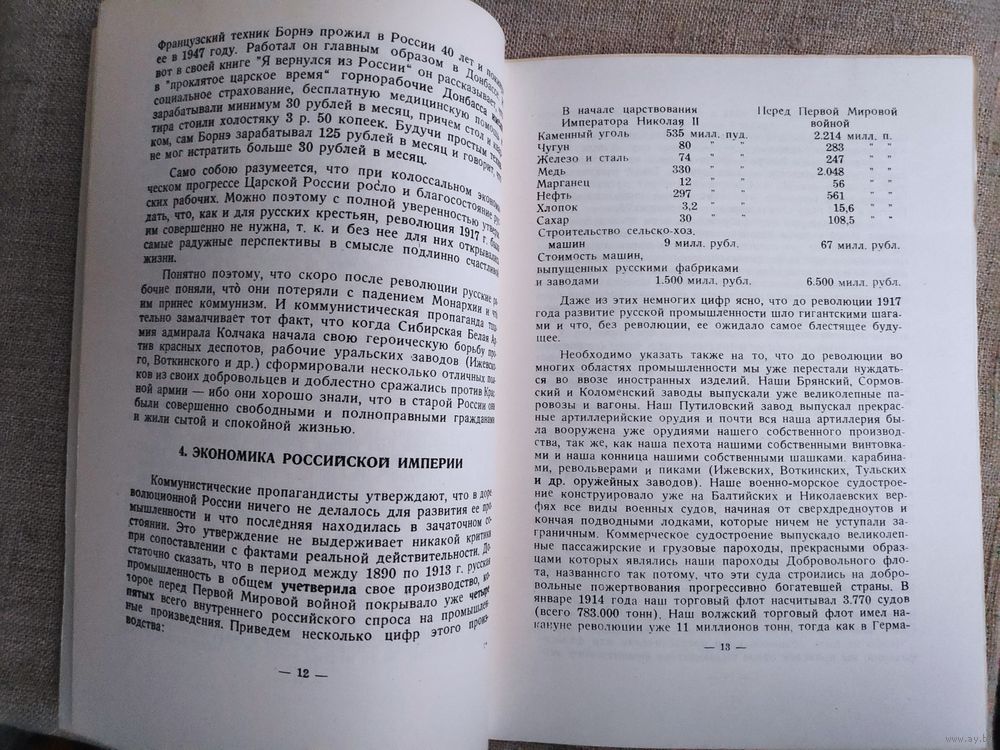 Французский техник Борнэ прожил в России 40 лет и
ее в 1947 году. Работал он главным образом в Донбассе
вот в своей книге "Я вернулся из России" он рассказывает, что
в "проклятое царское время" горнорабочие Донбасса
социальное страхование, бесплатную медицинскую помощь
зарабатывали минимум 30 рублей в месяц, причем стол и
тира стоили холостяку 3 р. 50 копеек. Будучи простым
ком, сам Борнэ зарабатывал 125 рублей в месяц и говорит, что
не мог истратить больше 30 рублей в месяц.
Само собою разумеется, что при колоссальном эконо
ческом прогрессе Царской России росло и благосостояние рус
ских рабочих. Можно поэтому с полной уверенностью утвер
дать, что, как и для русских крестьян, революция 1917 г. была
им совершенно не нужна, т. к. и без нее для них открывались
самые радужные перспективы в смысле подлинно счастливой
жизни.
Понятно поэтому, что скоро после революции русские ра-
бочие поняли, что они потеряли с падением Монархии и что
им принес коммунизм. И коммунистическая пропаганда тща
тельно замалчивает тот факт, что когда Сибирская Белая Ар
мия адмирала Колчака начала свою героическую борьбу про
тив красных деспотов, рабочие уральских заводов (Ижевско
го, Воткинского и др.) сформировали несколько отличных пол
ков из своих добровольцев и доблестно сражались против Крас
ной армии — ибо они хорошо знали, что в старой России они
были совершенно свободными и полноправными гражданами
и жили сытой и спокойной жизнью.
4. ЭКОНОМИКА РОССИЙСКОЙ ИМПЕРИИ
Коммунистические пропагандисты утверждают, что в доре
волюционной России ничего не делалось для развития ее про
мышленности и что последняя находилась в зачаточном со-
стоянии. Это утверждение не выдерживает никакой критики
при сопоставлении с фактами реальной действительности. До-
статочно сказать, что в период между 1890 по 1913 г. русская
промышленность в общем учетверила свое производство, ко-
торое перед Первой Мировой войной покрывало уже четыре
пятых всего внутреннего российского спроса на промышлен-
ные произведения. Приведем несколько цифр этого произ-
водства:
— 12 —
В начале царствования Перед Первой Мировой
Императора Николая II войной
Каменный уголь 535 милл. пуд. 2.214 милл. п.
Чугун 80 " " 283 " "
Железо и сталь 74 " " 247 " "
Медь 330 " " 2.048 " "
Марганец 12 " " 56 " "
Нефть 297 " " 561 " "
Хлопок 3,2 " " 15,6 " "
Сахар 30 " " 108,5 " "
Строительство сельско-хоз.
машин 9 милл. рубл. 67 милл. рубл.
Стоимость машин,
выпущенных русскими фабриками
и заводами 1.500 милл. рубл. 6.500 милл. рубл.
Даже из этих немногих цифр ясно, что до революции 1917
года развитие русской промышленности шло гигантскими шага-
ми и что, без революции, ее ожидало самое блестящее буду-
щее.
Необходимо указать также на то, что до революции во
многих областях промышленности мы уже перестали нуждать-
ся во ввозе иностранных изделий. Наши Брянский, Сормов-
ский и Коломенский заводы выпускали уже великолепные па-
ровозы и вагоны. Наш Путиловский завод выпускал прекрас-
ные артиллерийские орудия и почти вся наша артиллерия бы-
ла вооружена уже орудиями нашего собственного производ-
ства, так же, как наша пехота нашими собственными винтовка-
ми и наша конница нашими собственными шашками. карабина-
ми, револьверами и пиками (Ижевских, Воткинских, Тульских
и др. оружейных заводов). Наше военно-морское судострое-
ние конструировало уже на Балтийских и Николаевских вер-
фях все виды военных судов, начиная от сверхдредноутов и
кончая подводными лодками, которые ничем не уступали за-
граничным. Коммерческое судостроение выпускало великолеп-
ные пассажирские и грузовые пароходы, прекрасными образ-
цами которых являлись наши пароходы Добровольного фло-
та, названного так потому, что эти суда строились на добро-
вольные пожертвования прогрессивно богатевшей страны. В
январе 1914 года наш торговый флот насчитывал 3.770 судов
(всего 783.000 тонн). Наш волжский торговый флот имел на-
кануне революции уже 11 миллионов тонн, тогда как в Герма-
— 13 —